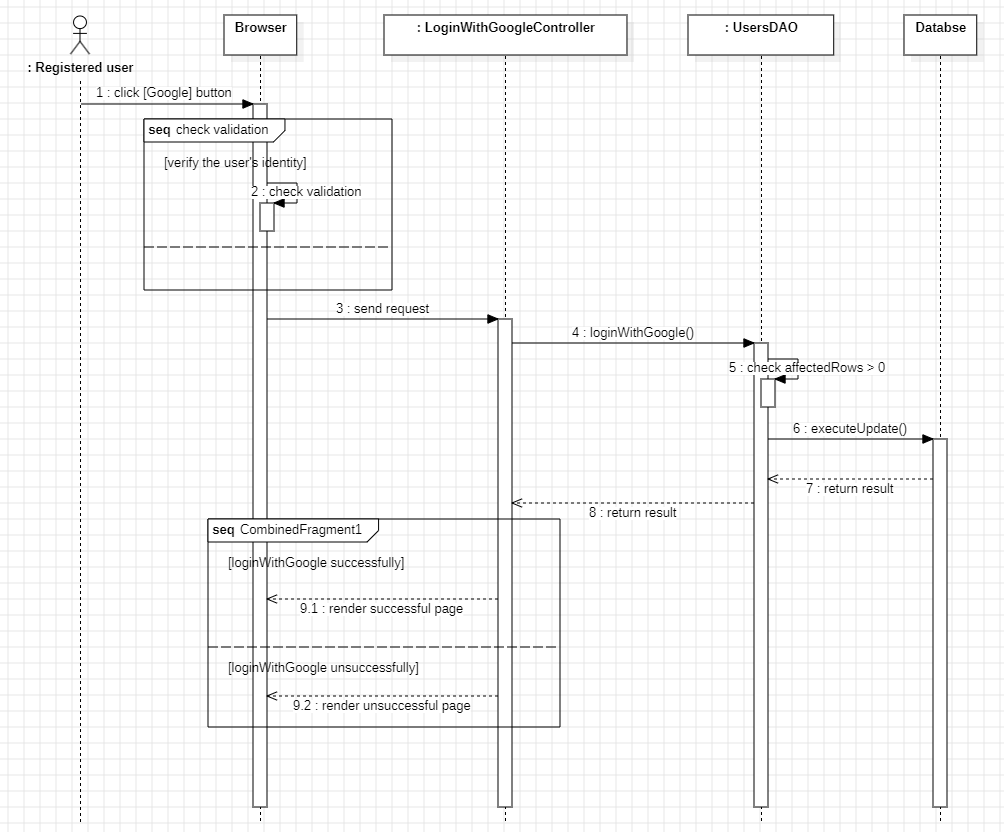 Browser
: LoginWithGoogleController
: UsersDAO
Databse
: Registered user
1 : click [Google] button
seq check validation
[verify the user's identity]
2 : check validation
3 : send request
4 : loginWithGoogle()
5 : check affectedRows > 0
6 : executeUpdate()
7 : return result
8 : return result
seq CombinedFragment1
[loginWithGoogle successfully]
9.1 : render successful page
[loginWithGoogle unsuccessfully]
9.2 : render unsuccessful page